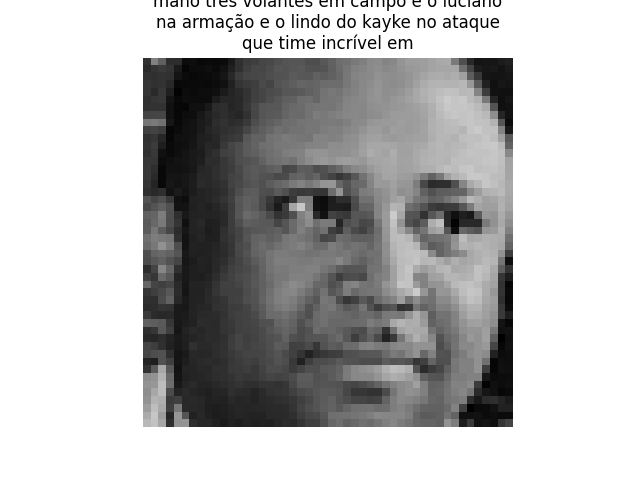 mano três volantes em campo e o luciano
na armação e o lindo do kayke no ataque
que time incrível em